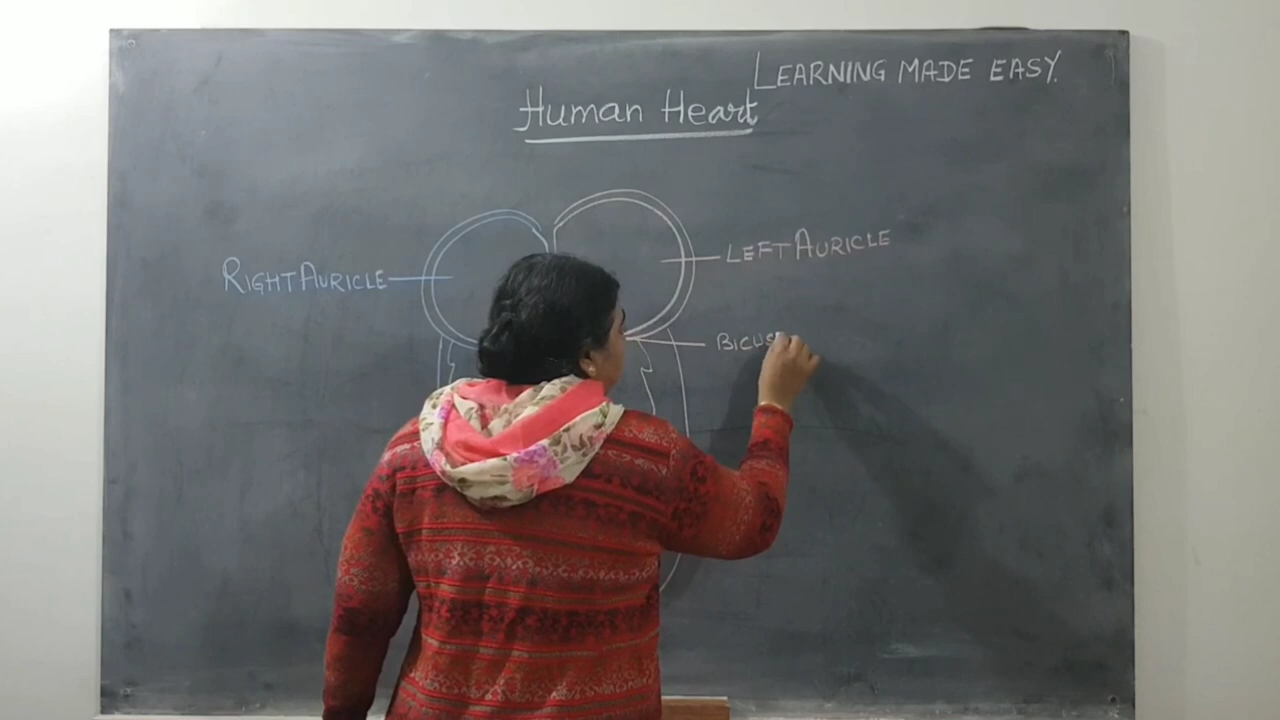 LEARNING MADE EASY.
Human Heart
LEFT AURICLE
RIGHT AURICLE
BICUS